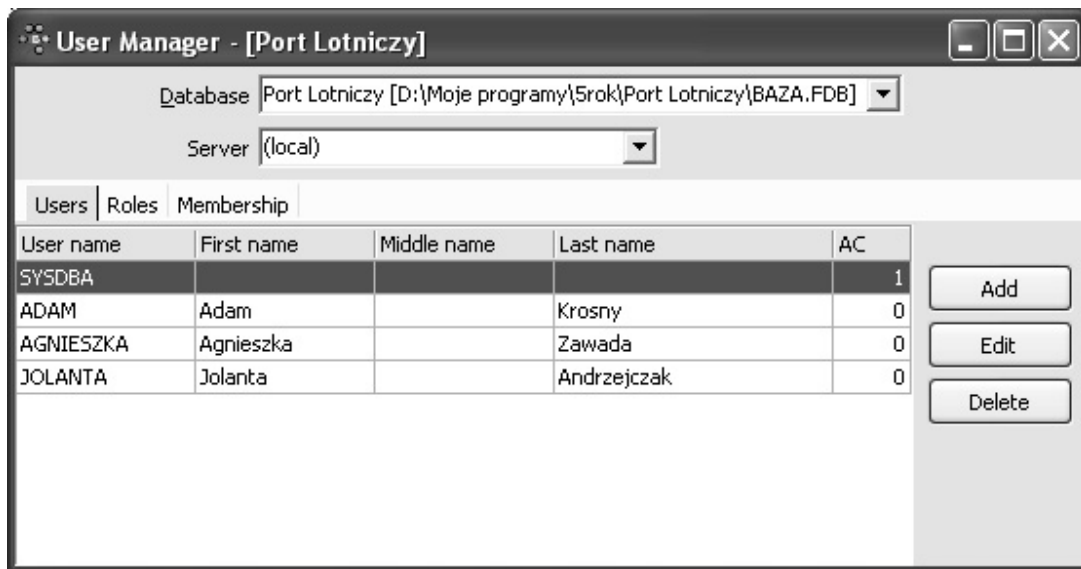 User Manager - [Port Lotniczy]
Database Port Lotniczy [D:\Moje programy\5rok\Port Lotniczy\BAZA.FDB]
Server (local)
Users Roles Membership
User name First name Middle name Last name AC
SYSDBA 1
ADAM Adam Krosny 0
AGNIESZKA Agnieszka Zawada 0
JOLANTA Jolanta Andrzejczak 0
Add
Edit
Delete